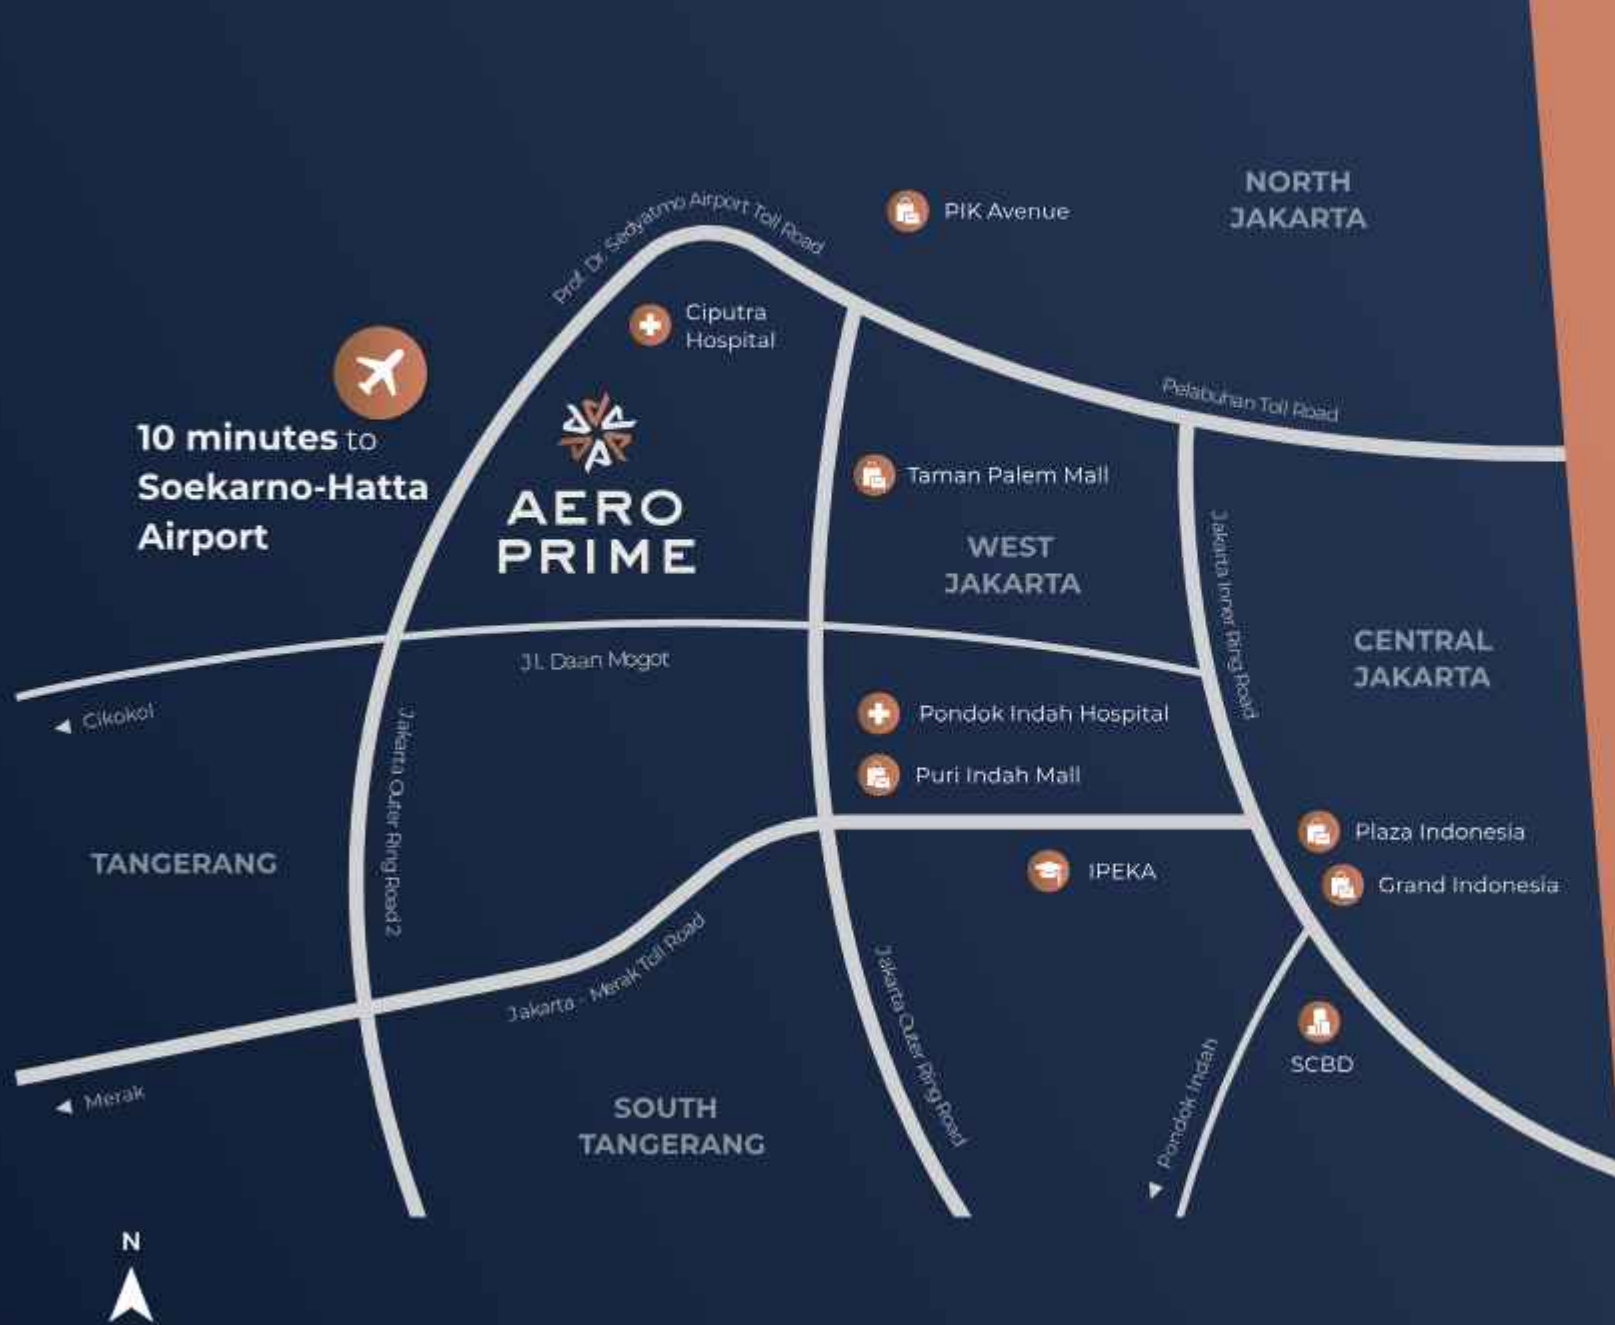 NORTH
JAKARTA
PIK Avenue
Prof. Dr. Sedyatmo Airport Toll Road
Ciputra
Hospital
10 minutes to
Soekarno-Hatta
Airport
AERO
PRIME
Pelabuhan Toll Road
Taman Palem Mall
WEST
JAKARTA
Jakarta Inner Ring Road
CENTRAL
JAKARTA
Jl. Daan Mogot
Cikokol
Jakarta Outer Ring Road 2
Pondok Indah Hospital
Puri Indah Mall
TANGERANG
Plaza Indonesia
IPEKA
Grand Indonesia
Jakarta - Merak Toll Road
Jakarta Outer Ring Road
SCBD
Pondok Indah
Merak
SOUTH
TANGERANG
N